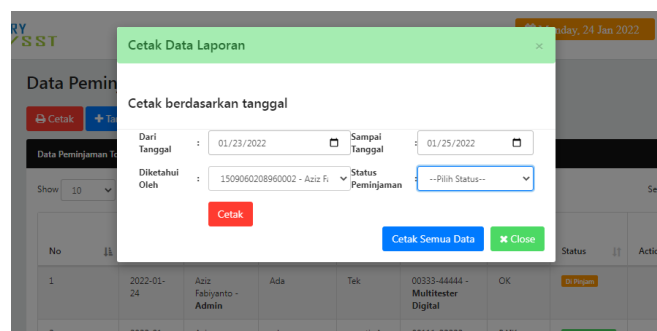 RY
Monday, 24 Jan 2022
YSST
Cetak Data Laporan ×
Data Pemin
Cetak berdasarkan tanggal
Cetak + Ta
Dari Tanggal : 01/23/2022 Sampai Tanggal : 01/25/2022
Data Peminjaman To
Diketahui Oleh : 1509060208960002 - Aziz Fa Status Peminjaman : --Pilih Status--
Show 10 Se
Cetak
Cetak Semua Data × Close
No Status Actio
1 2022-01-24 Aziz Fabiyanto - Admin Ada Tek 00333-44444 - Multitester Digital OK Di Pinjam